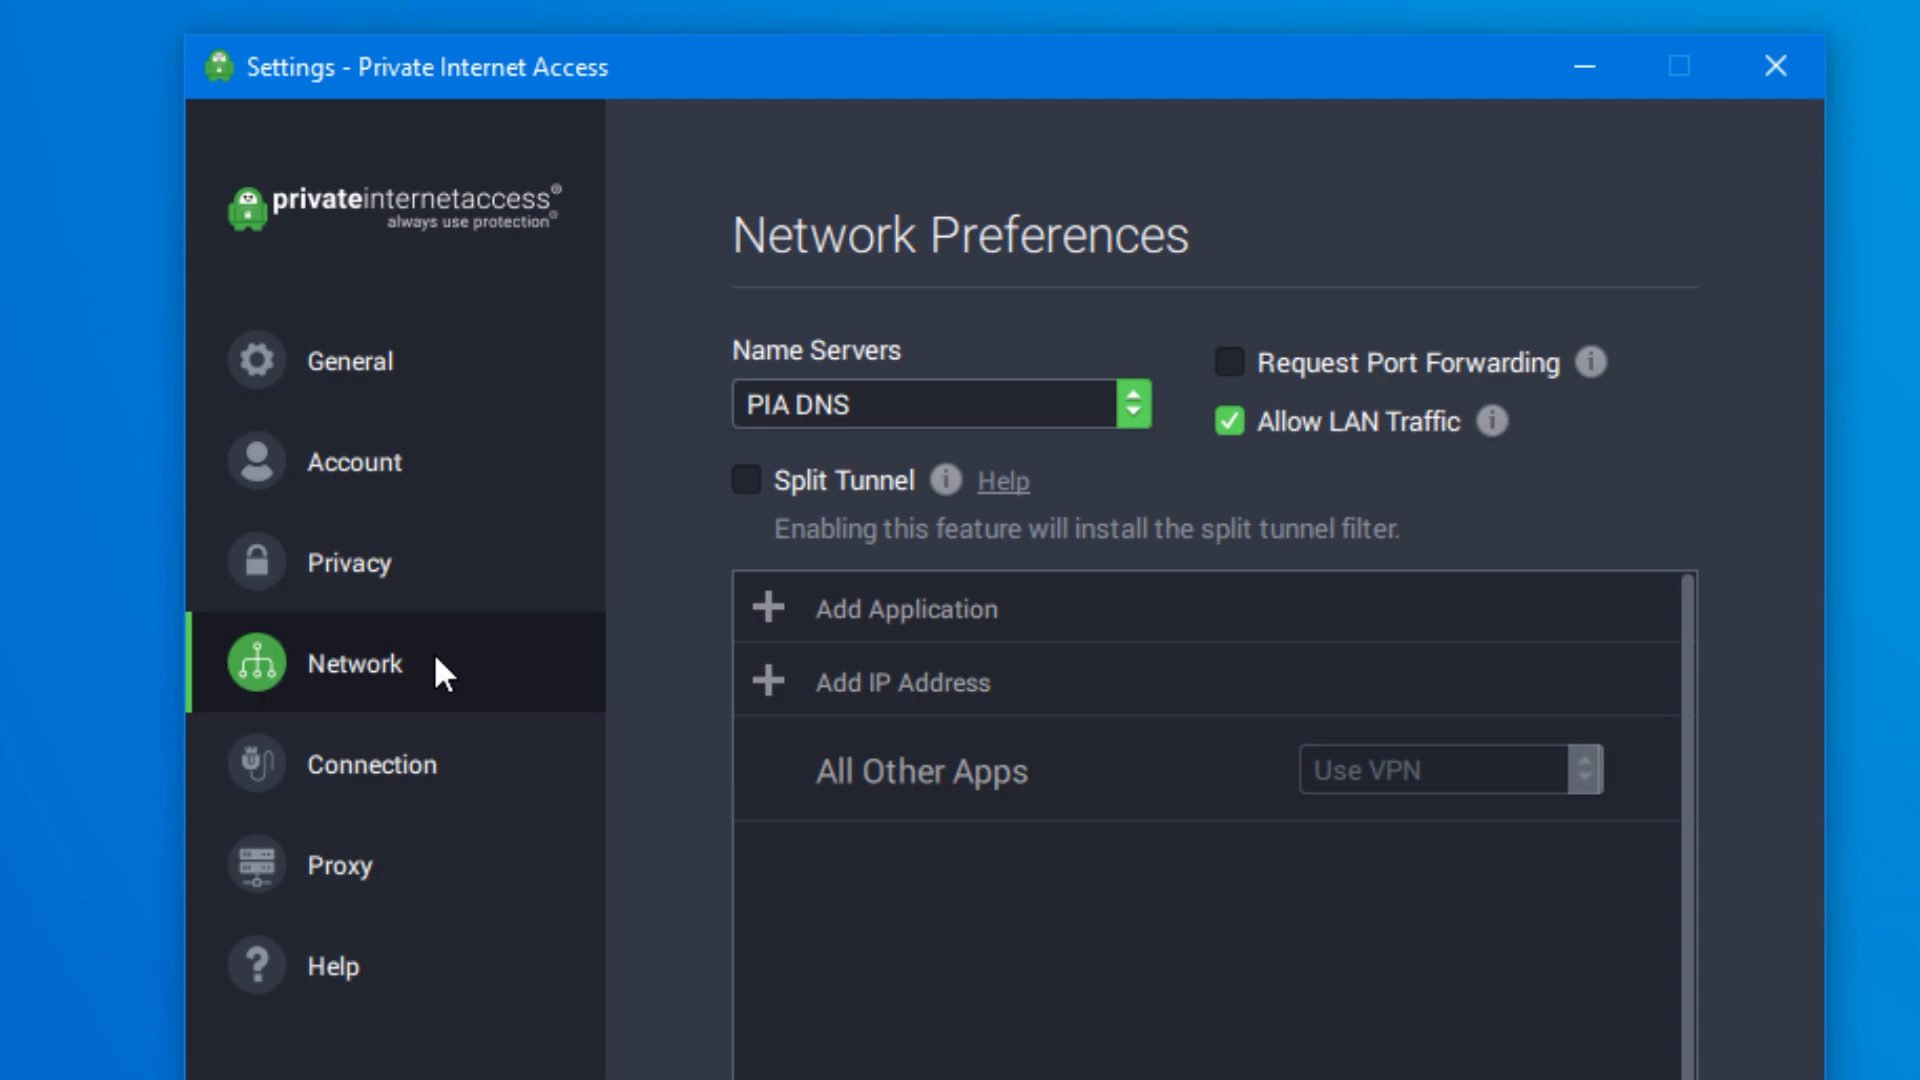 Settings - Private Internet Access
privateinternetaccess®
always use protection®
General
Account
Privacy
Network
Connection
Proxy
Help
Network Preferences
Name Servers
PIA DNS
Request Port Forwarding
Allow LAN Traffic
Split Tunnel Help
Enabling this feature will install the split tunnel filter.
Add Application
Add IP Address
All Other Apps Use VPN